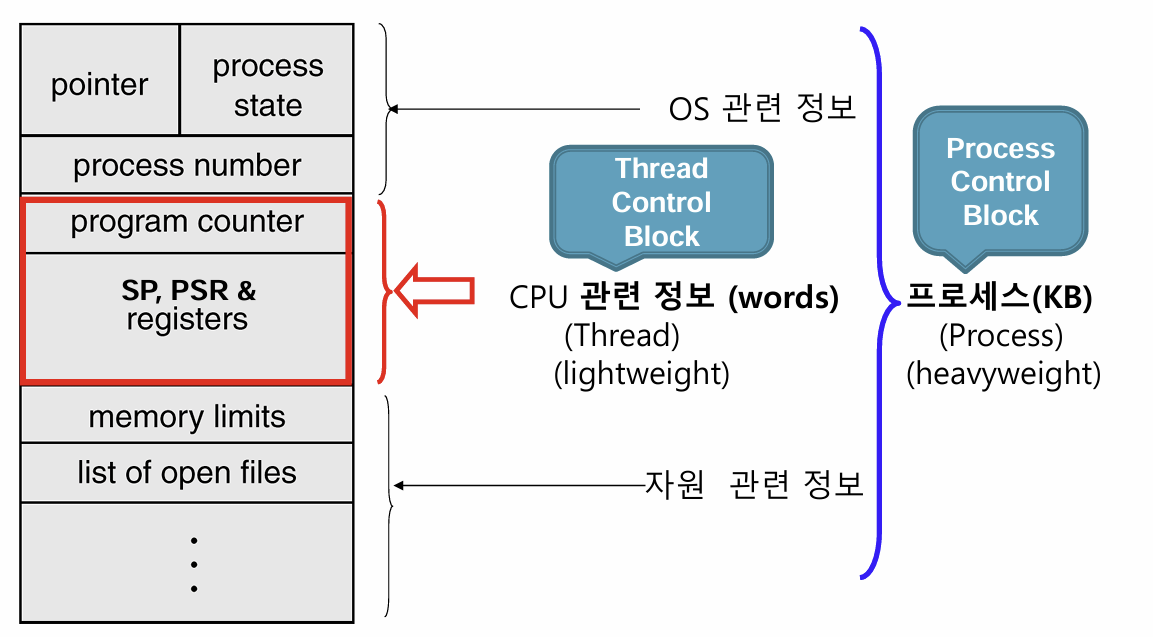 pointer
process
state
process number
program counter
SP, PSR &
registers
memory limits
list of open files
OS 관련 정보
Thread
Control
Block
CPU 관련 정보 (words)
(Thread)
(lightweight)
자원 관련 정보
Process
Control
Block
프로세스(KB)
(Process)
(heavyweight)